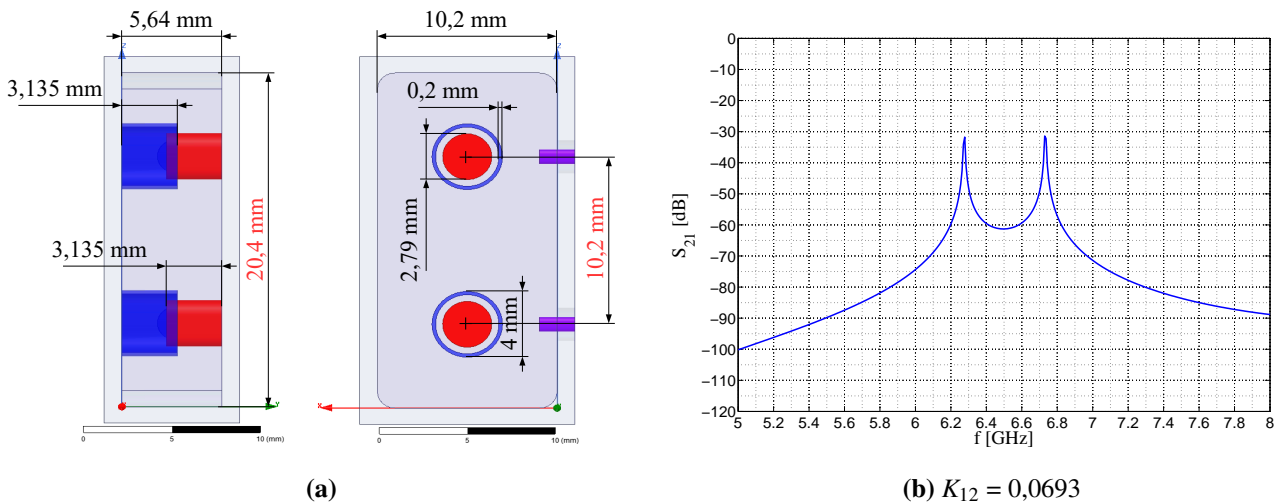 5,64 mm
3,135 mm
3,135 mm
20,4 mm
Z
Y
0 5 10 (mm)
10,2 mm
0,2 mm
2,79 mm
4 mm
10,2 mm
Z
X
0 5 10 (mm)
(a)
S21 [dB]
0
−10
−20
−30
−40
−50
−60
−70
−80
−90
−100
−110
−120
5 5.2 5.4 5.6 5.8 6 6.2 6.4 6.6 6.8 7 7.2 7.4 7.6 7.8 8
f [GHz]
(b) K12 = 0,0693